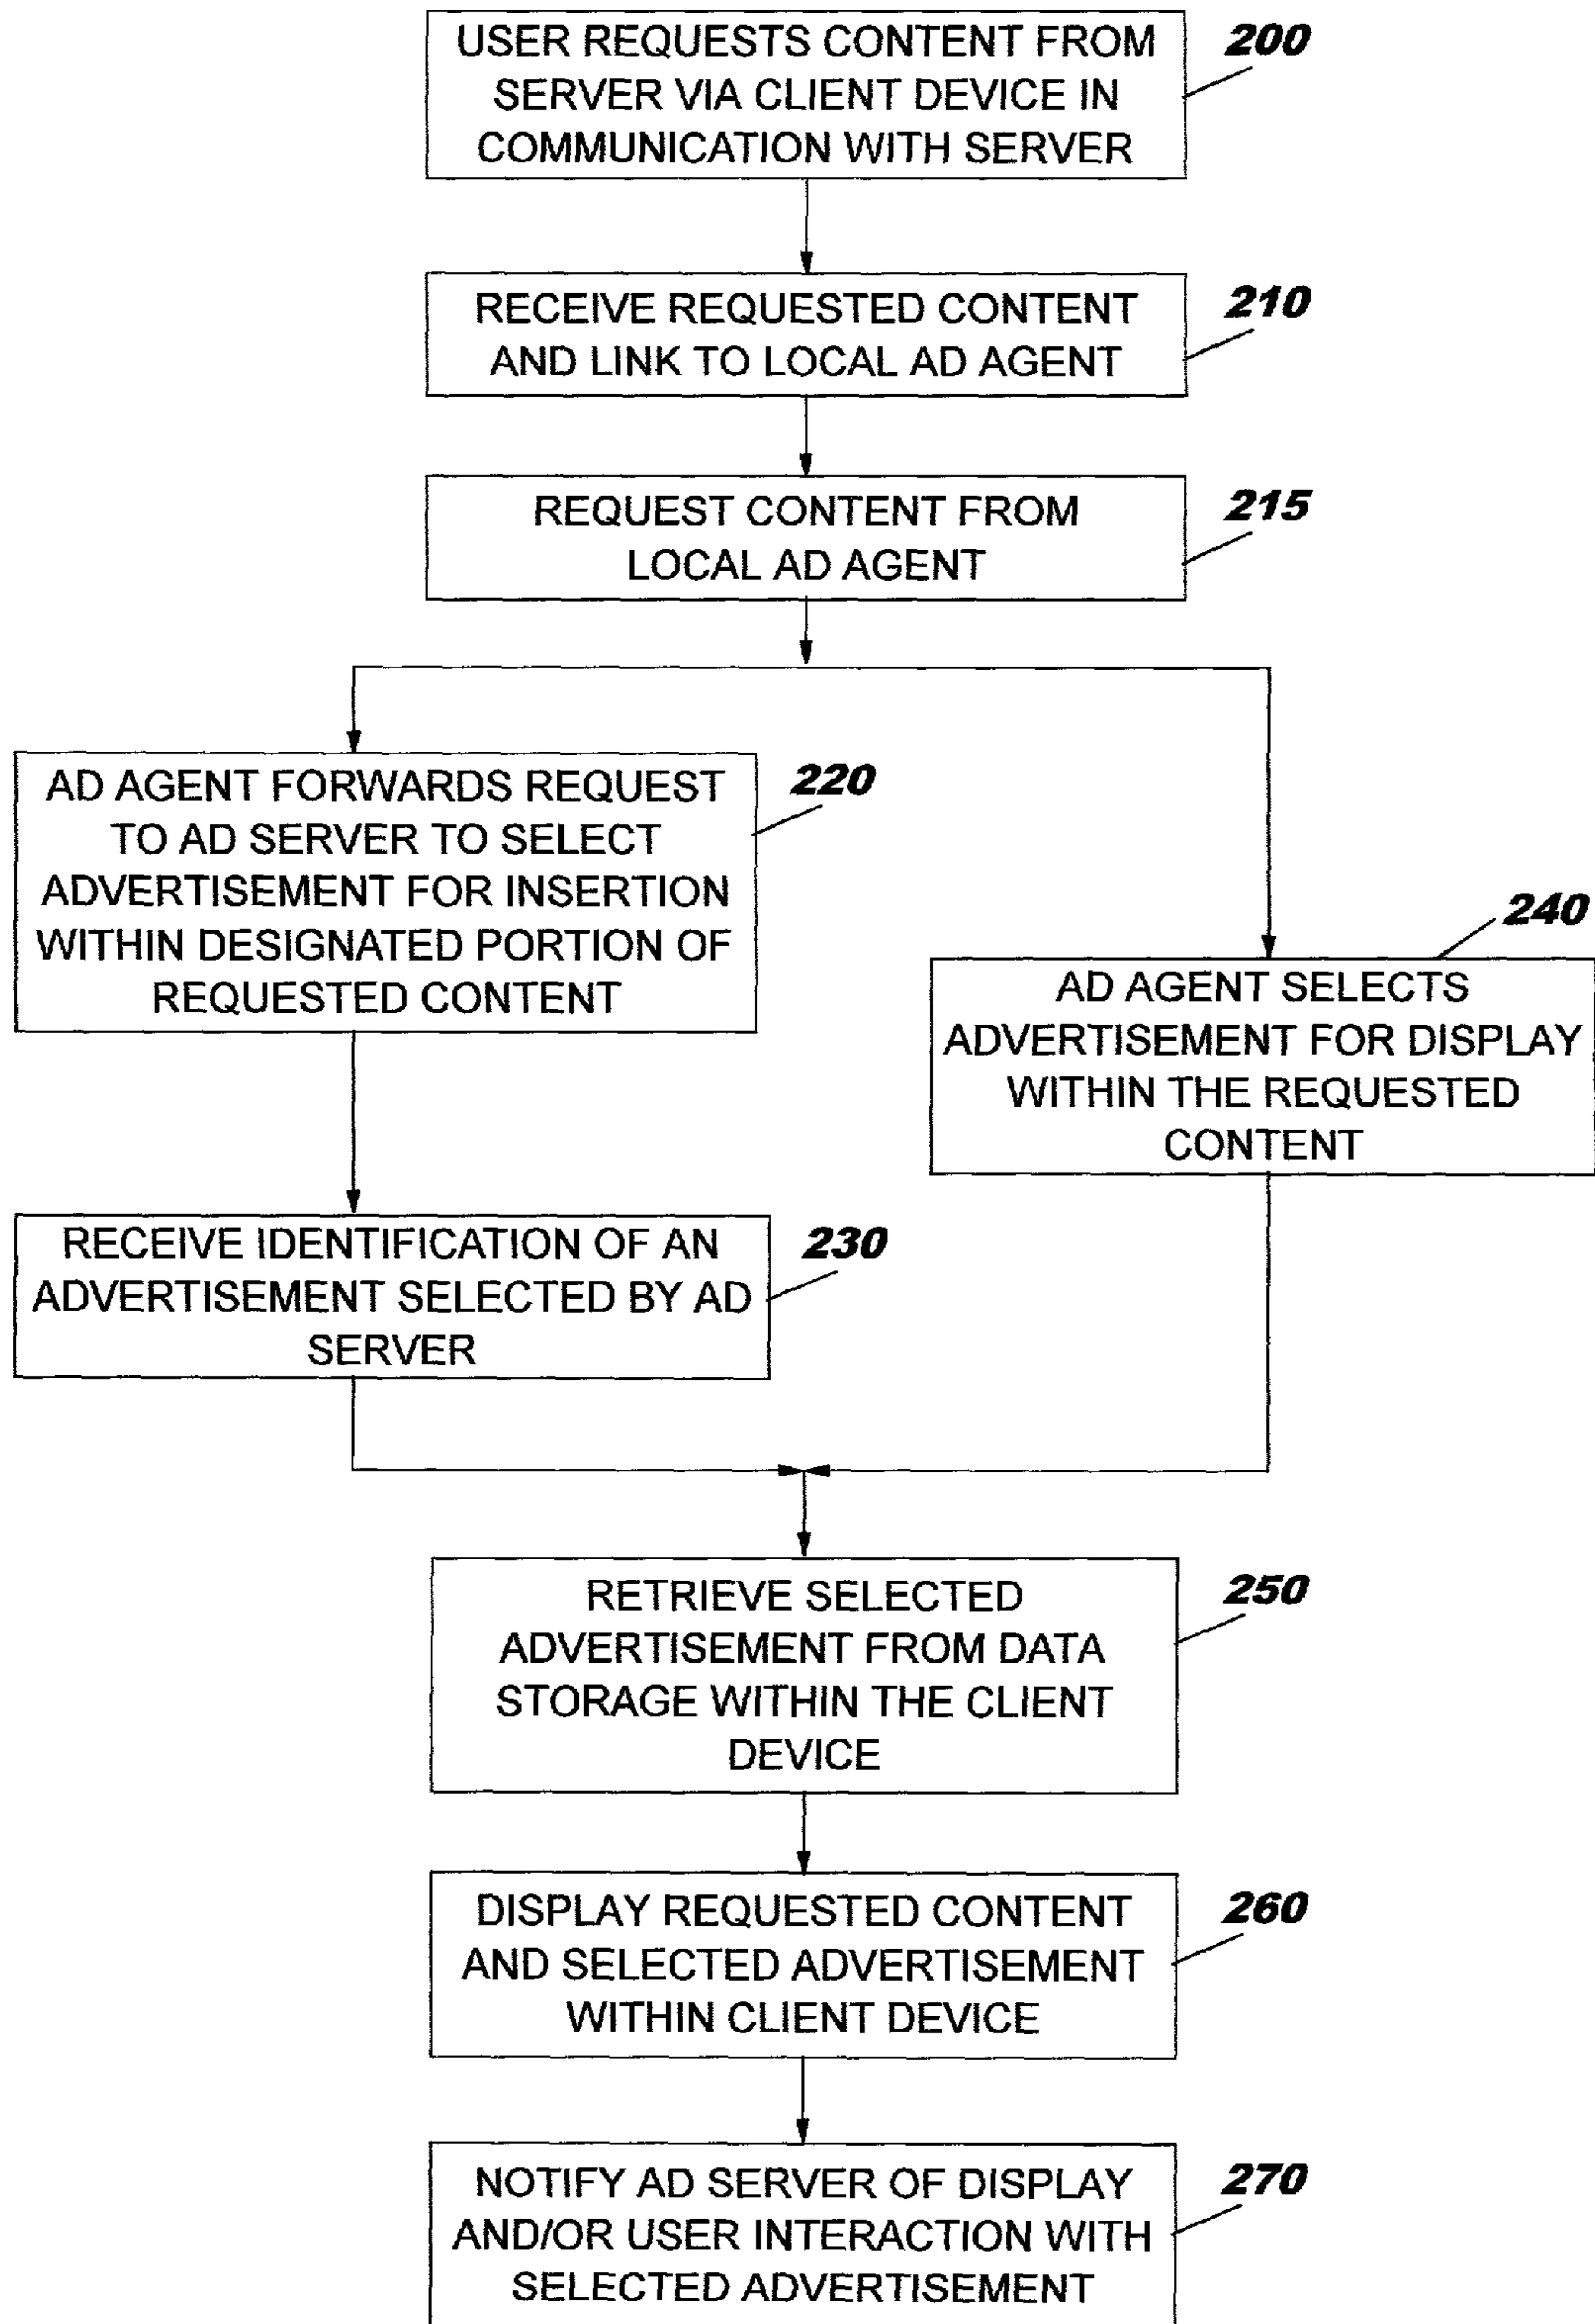 USER REQUESTS CONTENT FROM
SERVER VIA CLIENT DEVICE IN
COMMUNICATION WITH SERVER
200
RECEIVE REQUESTED CONTENT
AND LINK TO LOCAL AD AGENT
210
REQUEST CONTENT FROM
LOCAL AD AGENT
215
AD AGENT FORWARDS REQUEST
TO AD SERVER TO SELECT
ADVERTISEMENT FOR INSERTION
WITHIN DESIGNATED PORTION OF
REQUESTED CONTENT
220
240
AD AGENT SELECTS
ADVERTISEMENT FOR DISPLAY
WITHIN THE REQUESTED
CONTENT
RECEIVE IDENTIFICATION OF AN
ADVERTISEMENT SELECTED BY AD
SERVER
230
RETRIEVE SELECTED
ADVERTISEMENT FROM DATA
STORAGE WITHIN THE CLIENT
DEVICE
250
DISPLAY REQUESTED CONTENT
AND SELECTED ADVERTISEMENT
WITHIN CLIENT DEVICE
260
NOTIFY AD SERVER OF DISPLAY
AND/OR USER INTERACTION WITH
SELECTED ADVERTISEMENT
270